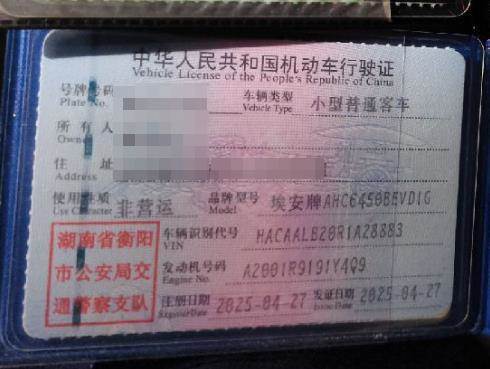 中华人民共和国机动车行驶证
Vehicle License of the People's Republic of China
号牌号码 车辆类型 小型普通客车
Plate No. Vehicle Type
所有人
Owner
住址
Address
使用性质 非营运 品牌型号 埃安牌AHC6450BEVD1G
Use Character Model
湖南省衡阳
市公安局交
通警察支队
车辆识别代号 HACAALB20R1A28883
VIN
发动机号码 A2001R9191Y4Q9
Engine No.
注册日期 2025-04-27 发证日期 2025-04-27
Register Date Issue Date